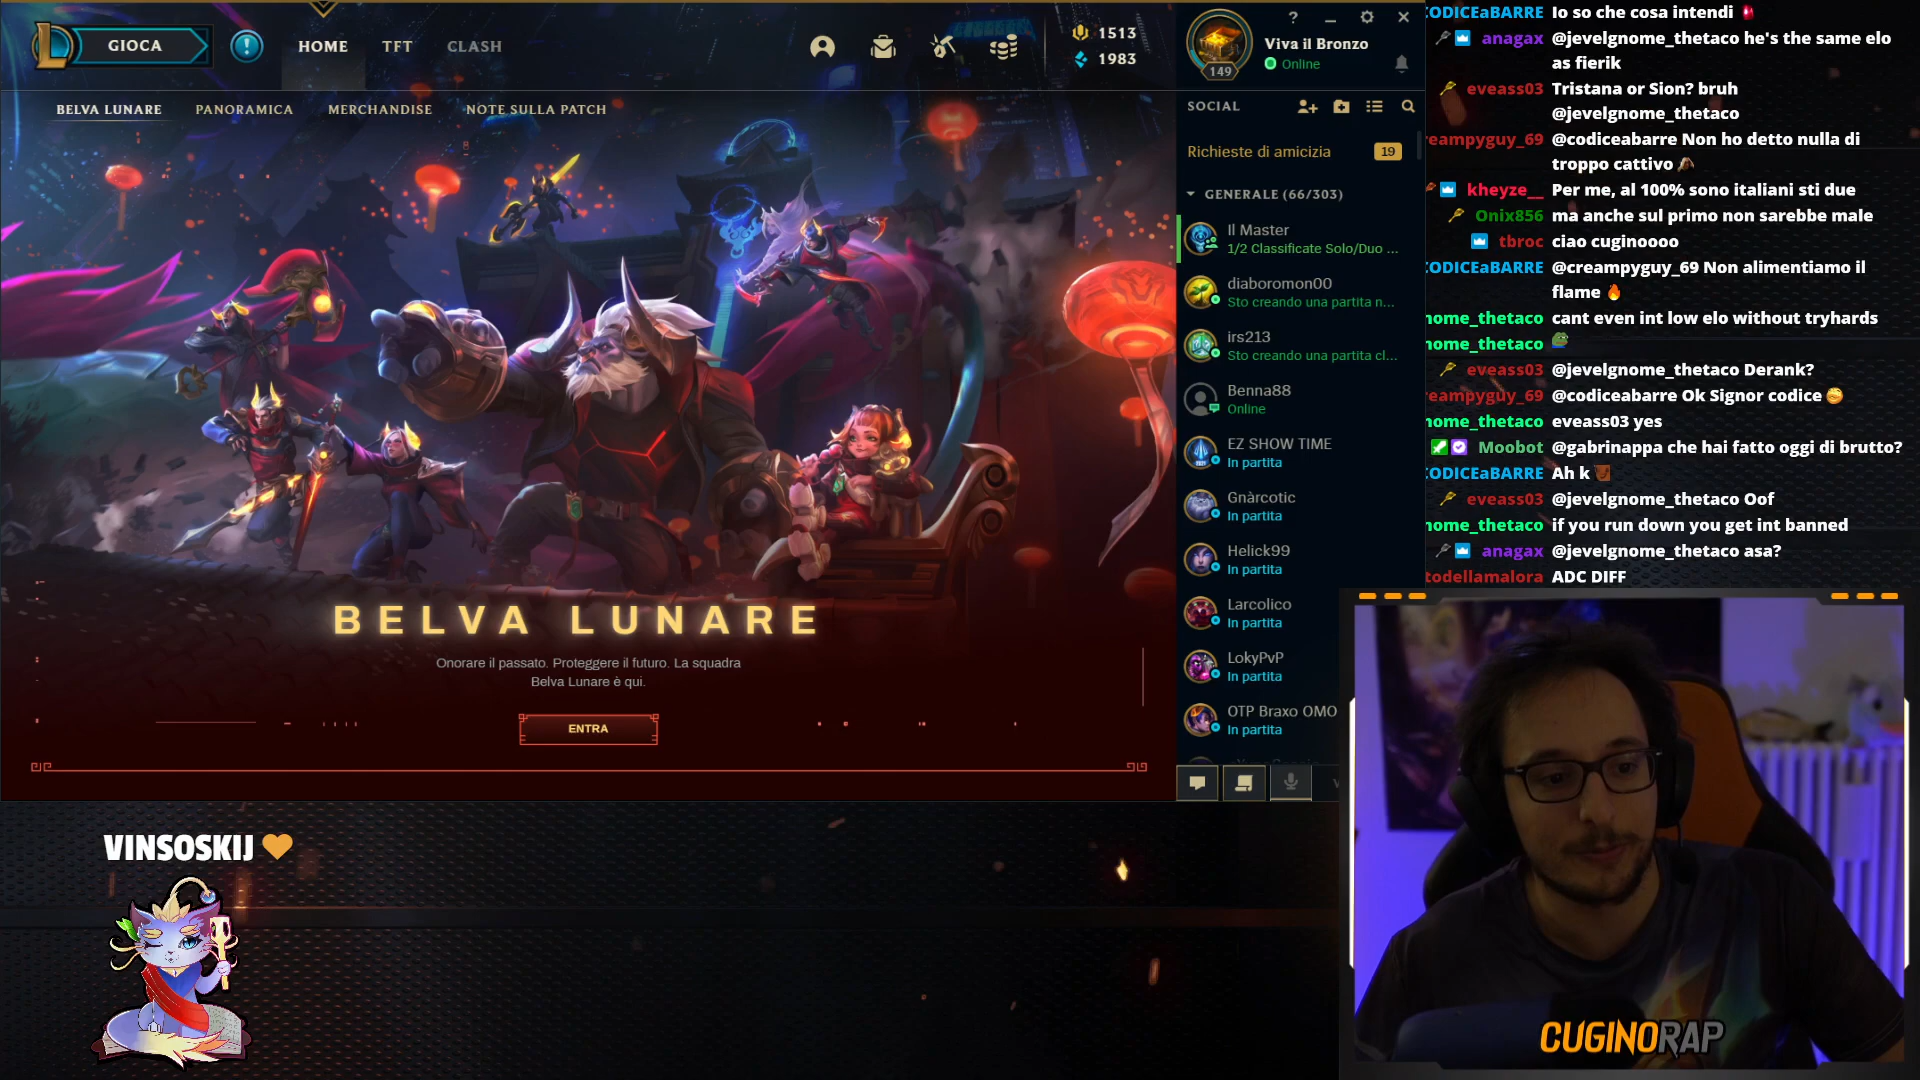 GIOCA
HOME
TFT
CLASH
1513
1983
149
Viva il Bronzo
Online
BELVA LUNARE
PANORAMICA
MERCHANDISE
NOTE SULLA PATCH
SOCIAL
Richieste di amicizia
19
GENERALE (66/303)
Il Master
1/2 Classificate Solo/Duo ...
diaboromon00
Sto creando una partita n...
irs213
Sto creando una partita cl...
Benna88
Online
EZ SHOW TIME
In partita
Gnàrcotic
In partita
Helick99
In partita
Larcolico
In partita
LokyPvP
In partita
OTP Braxo OMO
In partita
BELVA LUNARE
Onorare il passato. Proteggere il futuro. La squadra
Belva Lunare è qui.
ENTRA
CODICEaBARRE Io so che cosa intendi
anagax @jevelgnome_thetaco he's the same elo
as fierik
eveass03 Tristana or Sion? bruh
@jevelgnome_thetaco
reampyguy_69 @codiceabarre Non ho detto nulla di
troppo cattivo
kheyze__ Per me, al 100% sono italiani sti due
Onix856 ma anche sul primo non sarebbe male
tbroc ciao cuginoooo
CODICEaBARRE @creampyguy_69 Non alimentiamo il
flame
nome_thetaco cant even int low elo without tryhards
nome_thetaco
eveass03 @jevelgnome_thetaco Derank?
reampyguy_69 @codiceabarre Ok Signor codice
nome_thetaco eveass03 yes
Moobot @gabrinappa che hai fatto oggi di brutto?
CODICEaBARRE Ah k
eveass03 @jevelgnome_thetaco Oof
nome_thetaco if you run down you get int banned
anagax @jevelgnome_thetaco asa?
todellamalora ADC DIFF
VINSOSKIJ
CUGINORAP